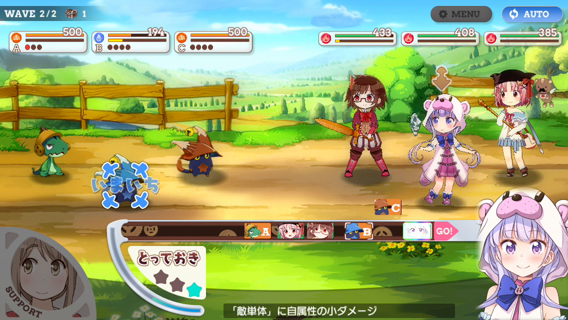 WAVE 2/2 1
MENU
AUTO
500
A
194
B
500
C
433
408
385
いまいち
C
A
B
GO!
とっておき
SUPPORT
「敵単体」に自属性の小ダメージ